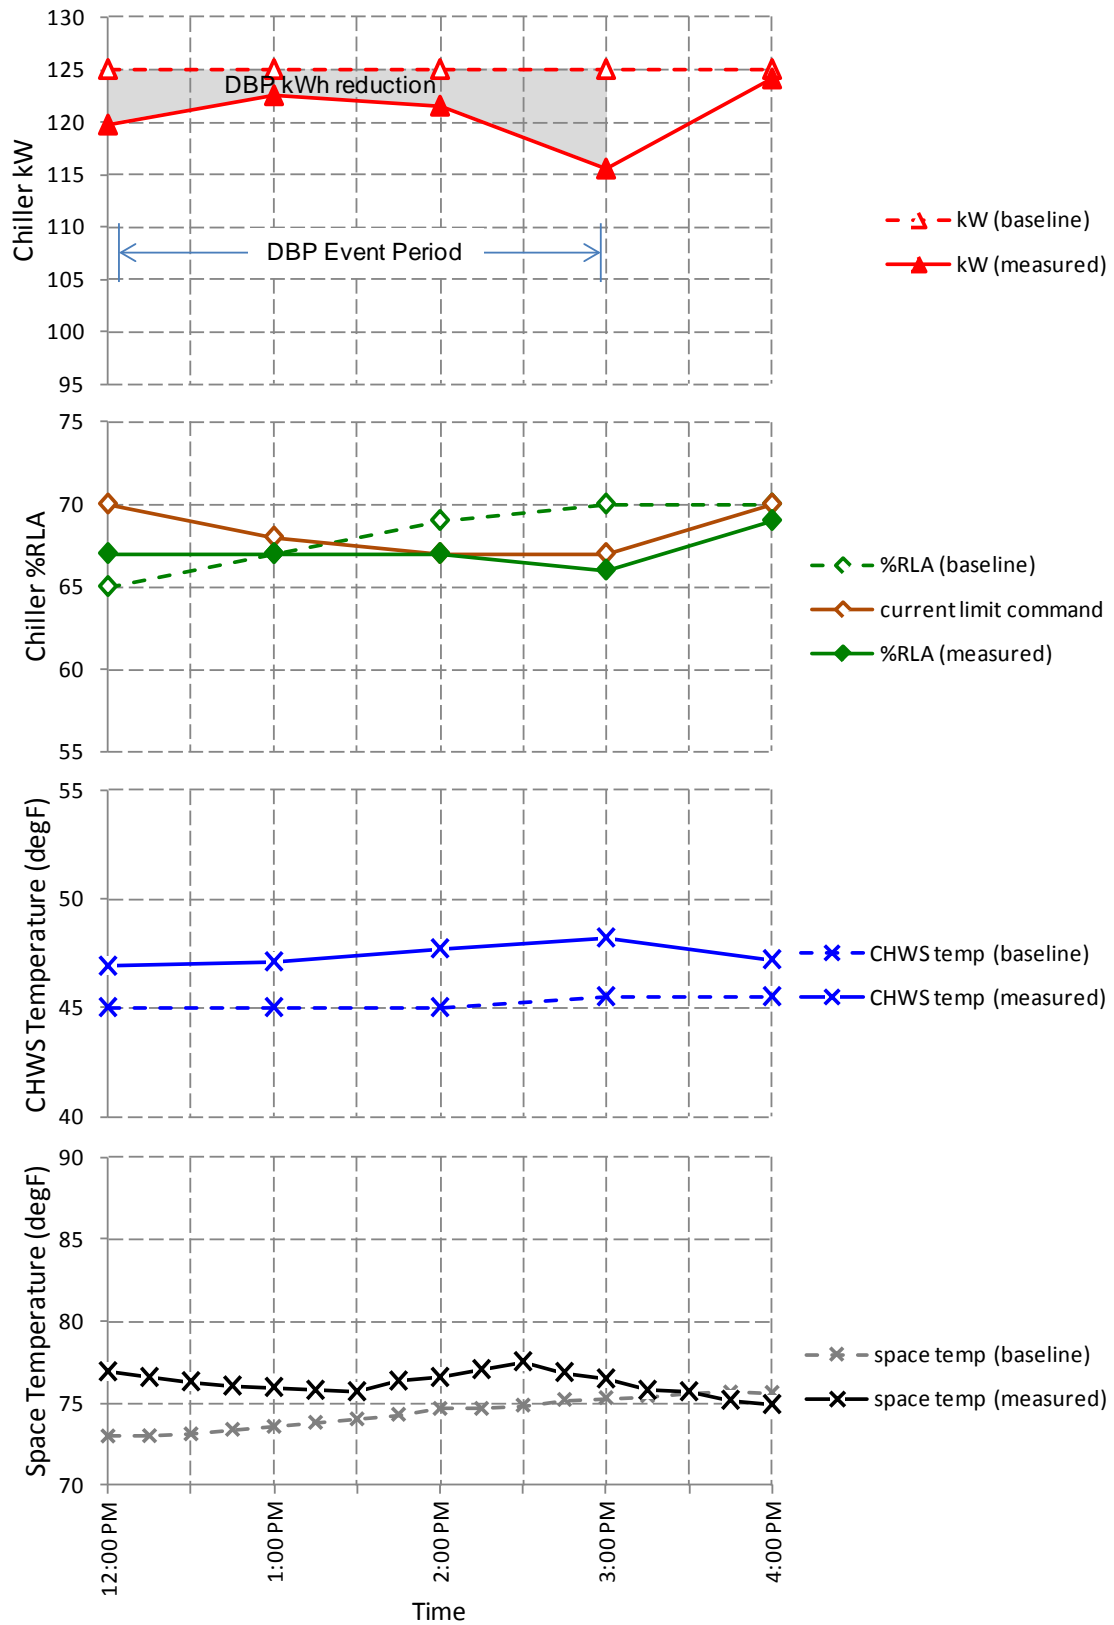 130
125
120
115
110
105
100
95
Chiller kW
DBP kWh reduction
DBP Event Period
kW (baseline)
kW (measured)
75
70
65
60
55
Chiller %RLA
%RLA (baseline)
current limit command
%RLA (measured)
55
50
45
40
CHWS Temperature (degF)
CHWS temp (baseline)
CHWS temp (measured)
90
85
80
75
70
Space Temperature (degF)
space temp (baseline)
space temp (measured)
12:00 PM
1:00 PM
2:00 PM
3:00 PM
4:00 PM
Time